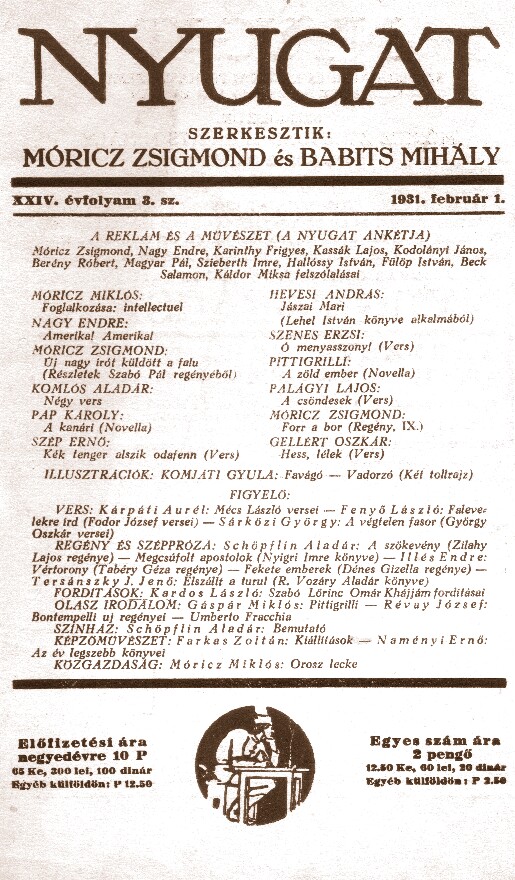 NYUGAT
SZERKESZTIK:
MÓRICZ ZSIGMOND és BABITS MIHÁLY
XXIV. évfolyam 3. sz.
1931. február 1.
A REKLÁM ÉS A MŰVÉSZET (A NYUGAT ANKÉTJA)
Móricz Zsigmond, Nagy Endre, Karinthy Frigyes, Kassák Lajos, Kodolányi János,
Berény Róbert, Magyar Pál, Szieberth Imre, Hallóssy István, Fülöp István, Beck
Salamon, Káldor Miksa felszólalásai
MÓRICZ MIKLÓS:
Foglalkozása: intellectuel
NAGY ENDRE:
Amerika! Amerika!
MÓRICZ ZSIGMOND:
Uj nagy írót küldött a falu
(Részletek Szabó Pál regényéből)
KOMLÓS ALADÁR:
Négy vers
PAP KÁROLY:
A kanári (Novella)
SZÉP ERNŐ:
Kék tenger alszik odafenn (Vers)
HEVESI ANDRÁS:
Jászai Mari
(Lehel István könyve alkalmából)
SZENES ERZSI:
Ó menyasszony! (Vers)
PITTIGRILLI:
A zöld ember (Novella)
PALÁGYI LAJOS:
A csöndesek (Vers)
MÓRICZ ZSIGMOND:
Forr a bor (Regény, IX.)
GELLÉRT OSZKÁR:
Hess, lélek (Vers)
ILLUSZTRÁCIÓK: KOMJÁTI GYULA: Favágó — Vadorzó (Két tollrajz)
FIGYELŐ:
VERS: Kárpáti Aurél: Mécs László versei — Fenyő László: Faleve-
lekre írd (Fodor József versei) — Sárközi György: A végtelen fasor (György
Oszkár versei)
REGÉNY ÉS SZÉPPRÓZA: Schöpflin Aladár: A szökevény (Zilahy
Lajos regénye) — Megcsúfolt apostolok (Nyigri Imre könyve) — Illés Endre:
Vértorony (Tabéry Géza regénye) — Fekete emberek (Dénes Gizella regénye) —
Tersánszky J. Jenő: Elszállt a turul (R. Vozáry Aladár könyve)
FORDITÁSOK: Kardos László: Szabó Lőrinc Omár Khájjám fordításai
OLASZ IRODALOM: Gáspár Miklós: Pittigrilli — Révay József:
Bontempelli uj regényei — Umberto Fracchia
SZÍNHÁZ: Schöpflin Aladár: Bemutató
KÉPZŐMŰVÉSZET: Farkas Zoltán: Kiállítások — Naményi Ernő:
Az év legszebb könyvei
KÖZGAZDASÁG: Móricz Miklós: Orosz lecke
Előfizetési ára
negyedévre 10 P
65 Ke, 300 lei, 100 dinár
Egyéb külföldön: P 12.50
Egyes szám ára
2 pengő
12.50 Ke, 60 lei, 20 dinár
Egyéb külföldön: P 2.50